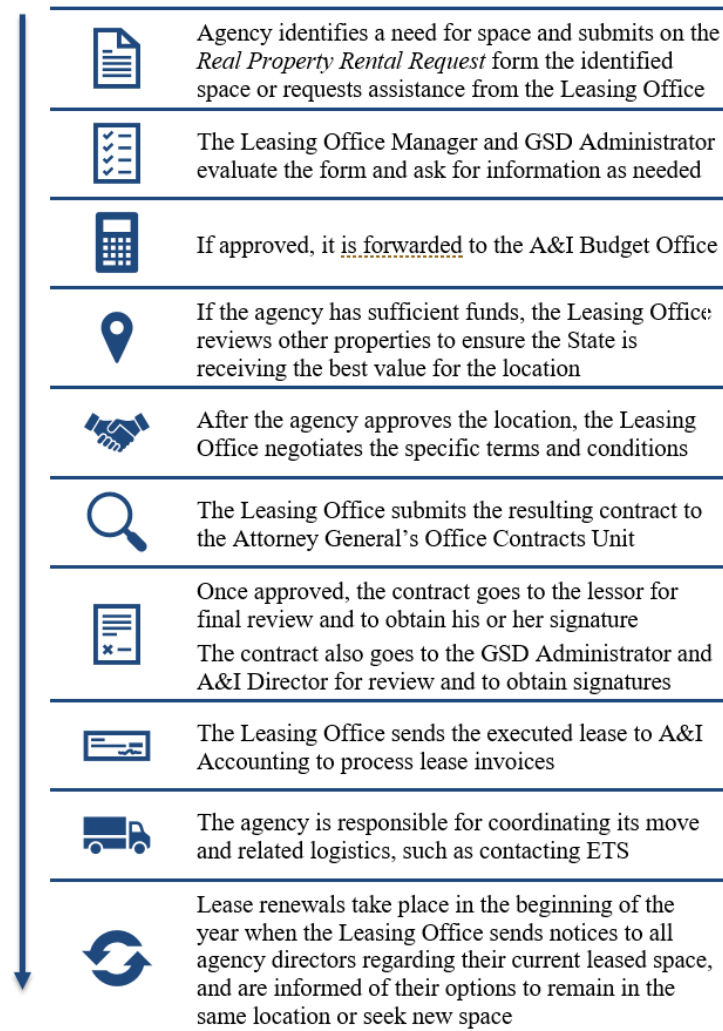 Agency identifies a need for space and submits on the
Real Property Rental Request form the identified
space or requests assistance from the Leasing Office
The Leasing Office Manager and GSD Administrator
evaluate the form and ask for information as needed
If approved, it is forwarded to the A&I Budget Office
If the agency has sufficient funds, the Leasing Office
reviews other properties to ensure the State is
receiving the best value for the location
After the agency approves the location, the Leasing
Office negotiates the specific terms and conditions
The Leasing Office submits the resulting contract to
the Attorney General’s Office Contracts Unit
Once approved, the contract goes to the lessor for
final review and to obtain his or her signature
The contract also goes to the GSD Administrator and
A&I Director for review and to obtain signatures
The Leasing Office sends the executed lease to A&I
Accounting to process lease invoices
The agency is responsible for coordinating its move
and related logistics, such as contacting ETS
Lease renewals take place in the beginning of the
year when the Leasing Office sends notices to all
agency directors regarding their current leased space,
and are informed of their options to remain in the
same location or seek new space